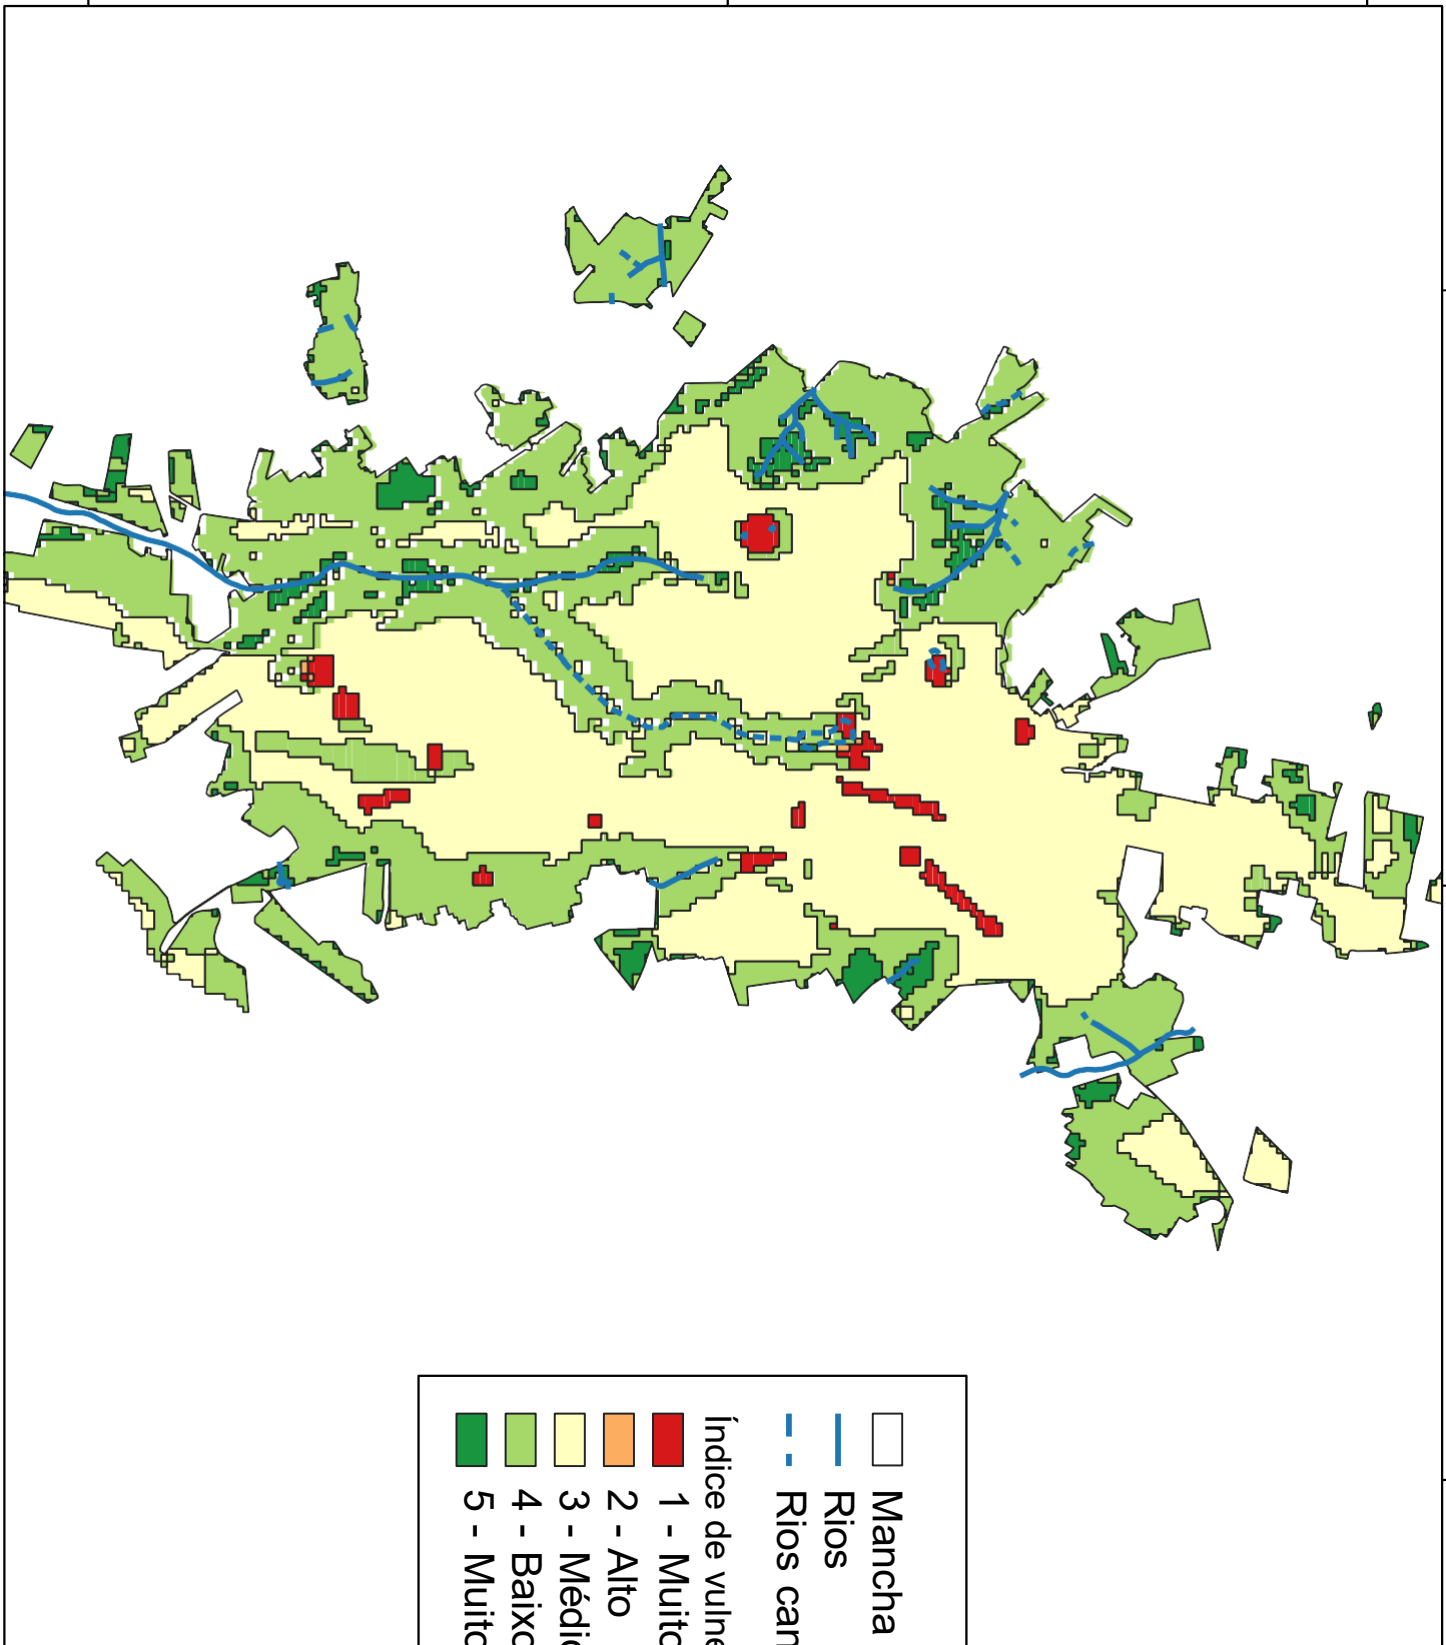 Mancha
Rios
Rios can
Índice de vulne
1 - Muito
2 - Alto
3 - Médio
4 - Baixo
5 - Muito